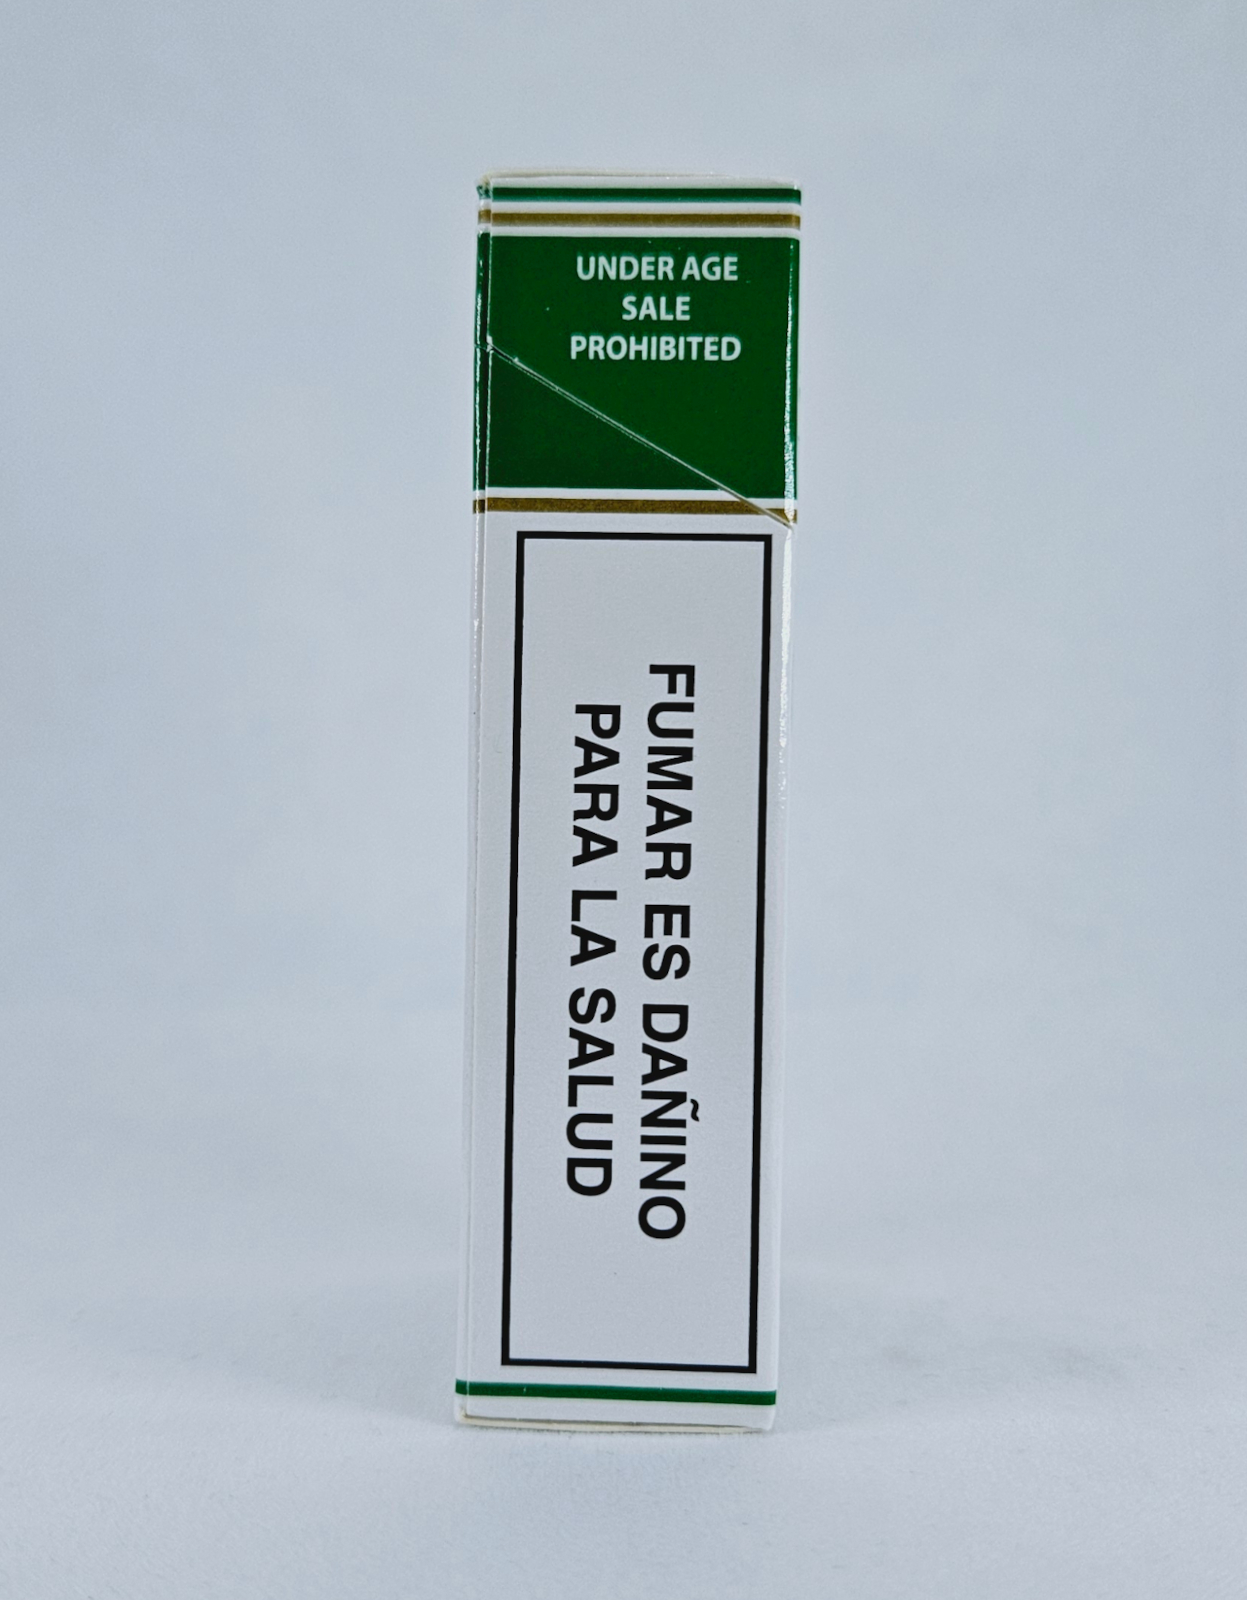 UNDER AGE
SALE
PROHIBITED
FUMAR ES DAÑINO
PARA LA SALUD